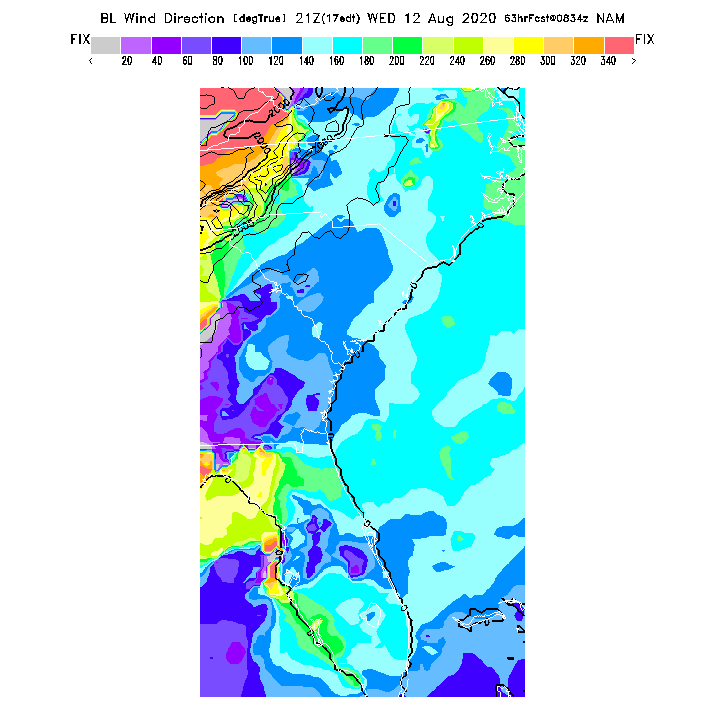 BL Wind Direction [degTrue] 21Z(17edt) WED 12 Aug 2020 63hrFcst@0834z NAM
FIX FIX
< 20 40 60 80 100 120 140 160 180 200 220 240 260 280 300 320 340 >